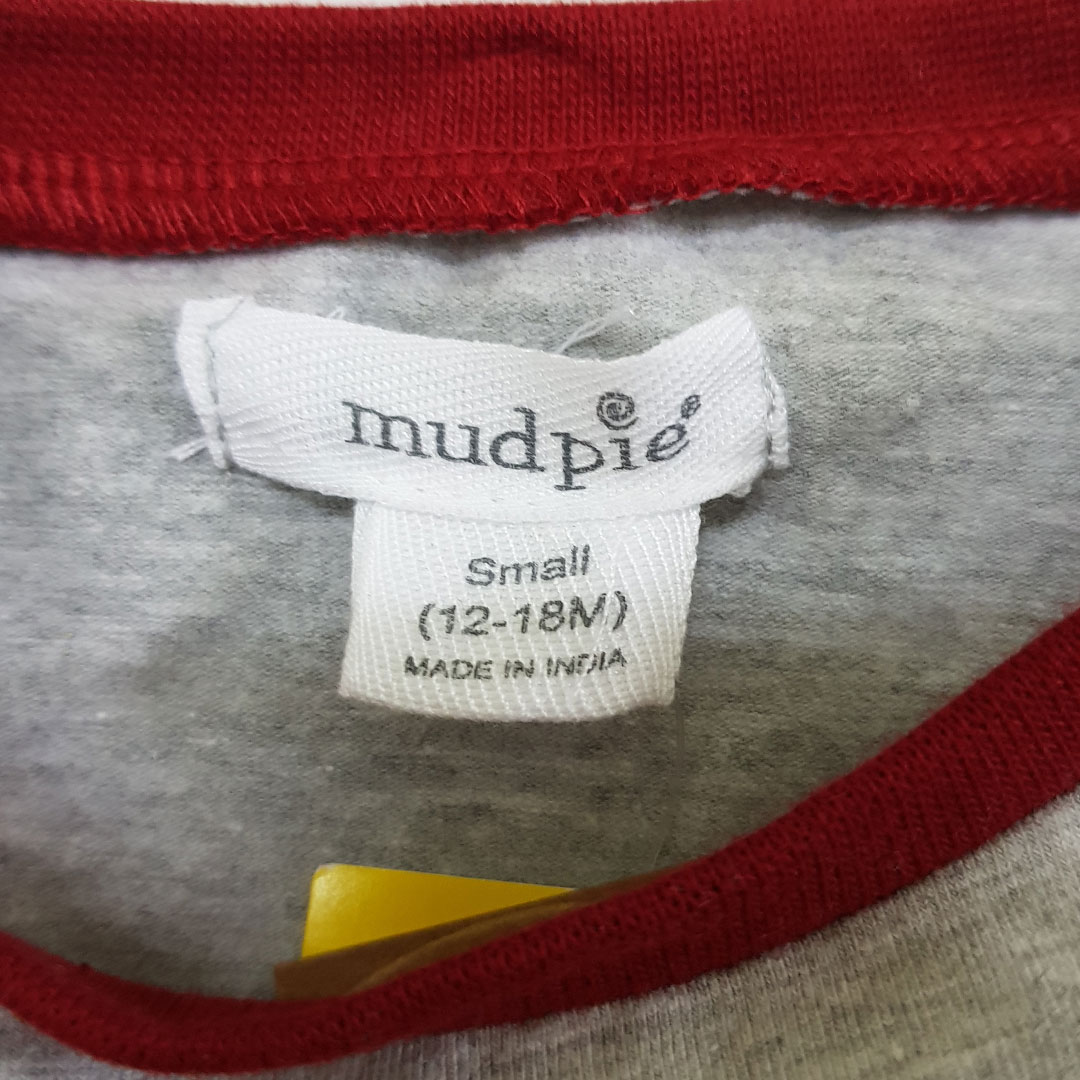 mudpie®
Small
(12-18M)
MADE IN INDIA